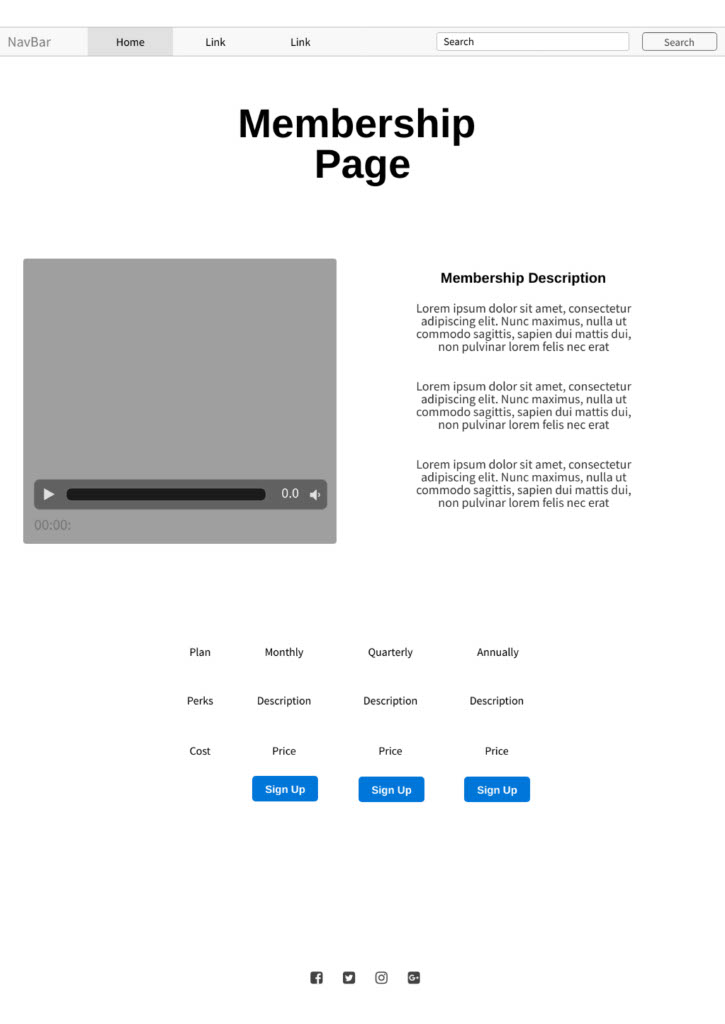 NavBar Home Link Link Search Search
Membership
Page
Membership Description
Lorem ipsum dolor sit amet, consectetur
adipiscing elit. Nunc maximus, nulla ut
commodo sagittis, sapien dui mattis dui,
non pulvinar lorem felis nec erat
Lorem ipsum dolor sit amet, consectetur
adipiscing elit. Nunc maximus, nulla ut
commodo sagittis, sapien dui mattis dui,
non pulvinar lorem felis nec erat
Lorem ipsum dolor sit amet, consectetur
adipiscing elit. Nunc maximus, nulla ut
commodo sagittis, sapien dui mattis dui,
non pulvinar lorem felis nec erat
0.0
00:00:
Plan Monthly Quarterly Annually
Perks Description Description Description
Cost Price Price Price
Sign Up Sign Up Sign Up